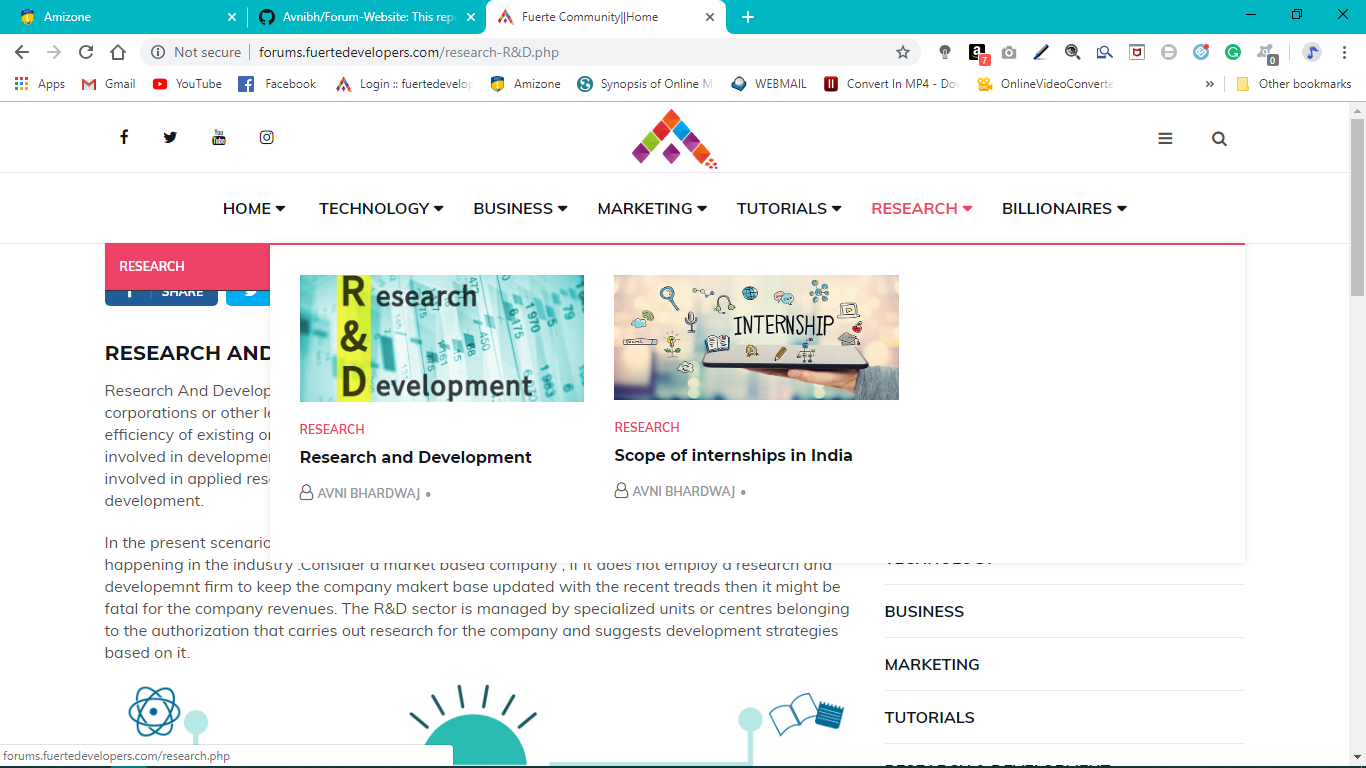 Amizone
Avnibh/Forum-Website: This repo
Fuerte Community||Home
Not secure
forums.fuertedevelopers.com/research-R&D.php
7
0
Apps
Gmail
YouTube
Facebook
Login :: fuertedevelop
Amizone
Synopsis of Online M
WEBMAIL
Convert In MP4 - Dow
OnlineVideoConverte
Other bookmarks
HOME
TECHNOLOGY
BUSINESS
MARKETING
TUTORIALS
RESEARCH
BILLIONAIRES
RESEARCH
SHARE
Research
&
Development
INTERNSHIP
RESEARCH
Research and Development
AVNI BHARDWAJ
RESEARCH
Scope of internships in India
AVNI BHARDWAJ
RESEARCH AND
Research And Develop
corporations or other le
efficiency of existing or
involved in developmen
involved in applied rese
development.
In the present scenario
happening in the industry .Consider a market based company , if it does not employ a research and
developemnt firm to keep the company makert base updated with the recent treads then it might be
fatal for the company revenues. The R&D sector is managed by specialized units or centres belonging
to the authorization that carries out research for the company and suggests development strategies
based on it.
TECHNOLOGY
BUSINESS
MARKETING
TUTORIALS
RESEARCH & DEVELOPMENT
forums.fuertedevelopers.com/research.php